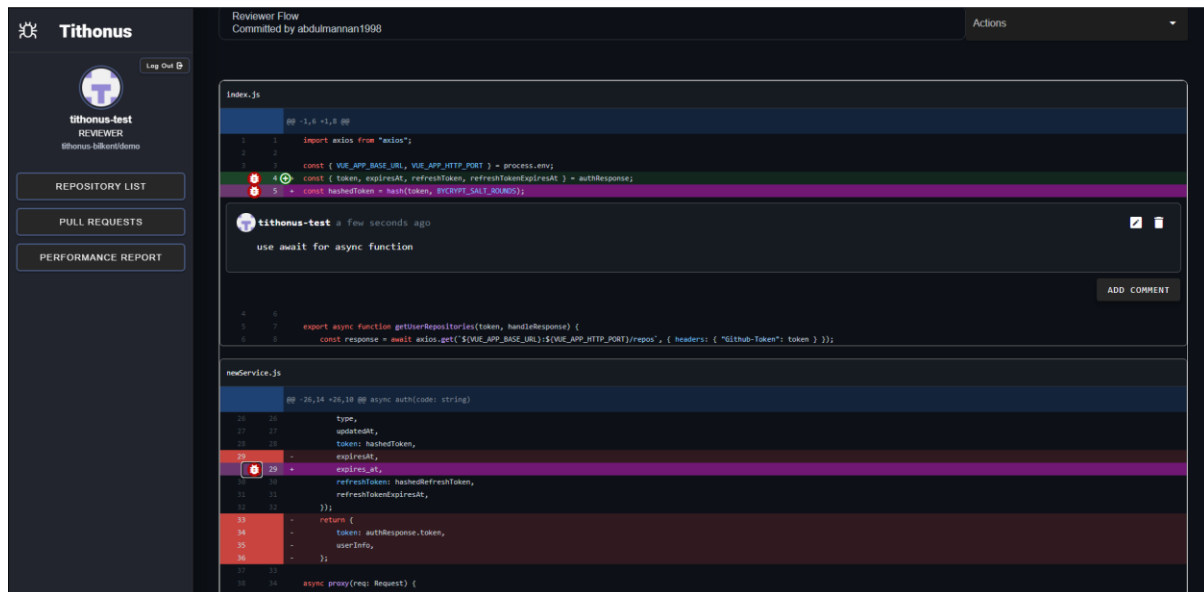 Tithonus
Log Out
tithonus-test
REVIEWER
tithonus-bilkent/demo
REPOSITORY LIST
PULL REQUESTS
PERFORMANCE REPORT
Reviewer Flow
Committed by abdulmannan1998
Actions
index.js
@@ -1,6 +1,8 @@
1 1 import axios from "axios";
2 2
3 3 const { VUE_APP_BASE_URL, VUE_APP_HTTP_PORT } = process.env;
4 + const { token, expiresAt, refreshToken, refreshTokenExpiresAt } = authResponse;
5 + const hashedToken = hash(token, BYCRYPT_SALT_ROUNDS);
tithonus-test a few seconds ago
use await for async function
ADD COMMENT
4 6
5 7 export async function getUserRepositories(token, handleResponse) {
6 8 const response = await axios.get(`${VUE_APP_BASE_URL}:${VUE_APP_HTTP_PORT}/repos`, { headers: { "Github-Token": token } });
newService.js
@@ -26,14 +26,10 @@ async auth(code: string)
26 26 type,
27 27 updatedAt,
28 28 token: hashedToken,
29 - expiresAt,
29 + expires_at,
30 30 refreshToken: hashedRefreshToken,
31 31 refreshTokenExpiresAt,
32 32 });
33 - return {
34 - token: authResponse.token,
35 - userInfo,
36 - };
37 33
38 34 async proxy(req: Request) {